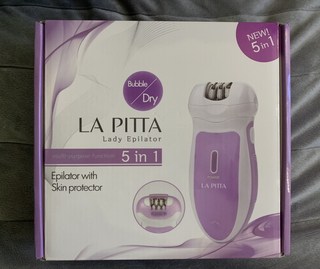 NEW!
5 in 1
Bubble
Dry
LA PITTA
Lady Epilator
5 in 1
Epilator with
Skin protector
LA PITTA